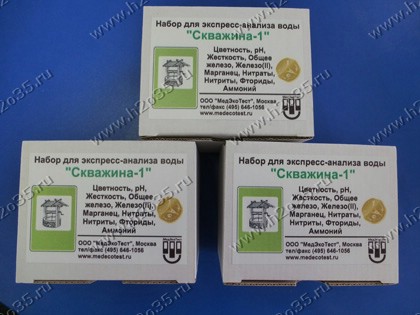 Набор для экспресс-анализа воды
"Скважина-1"
Цветность, pH,
Жесткость, Общее
железо, Железо(II),
Марганец, Нитраты,
Нитриты, Фториды,
Аммоний
ООО "МедЭкоТест", Москва
тел/факс (495) 646-1056
www.medecotest.ru
Набор для экспресс-анализа воды
"Скважина-1"
Цветность, pH,
Жесткость, Общее
железо, Железо(II),
Марганец, Нитраты,
Нитриты, Фториды,
Аммоний
ООО "МедЭкоТест", Москва
тел/факс (495) 646-1056
www.medecotest.ru
Набор для экспресс-анализа воды
"Скважина-1"
Цветность, pH,
Жесткость, Общее
железо, Железо(II),
Марганец, Нитраты,
Нитриты, Фториды,
Аммоний
ООО "МедЭкоТест", Москва
тел/факс (495) 646-1056
www.medecotest.ru
www.h2o35.ru